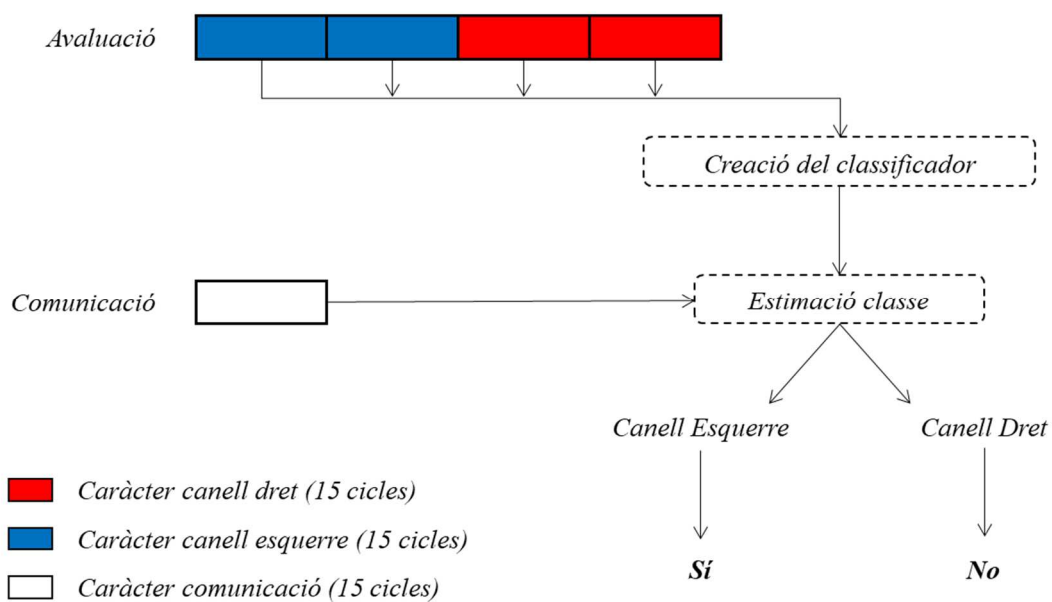 Avaluació
Creació del classificador
Comunicació
Estimació classe
Canell Esquerre
Canell Dret
Caràcter canell dret (15 cicles)
Caràcter canell esquerre (15 cicles)
Caràcter comunicació (15 cicles)
Sí
No